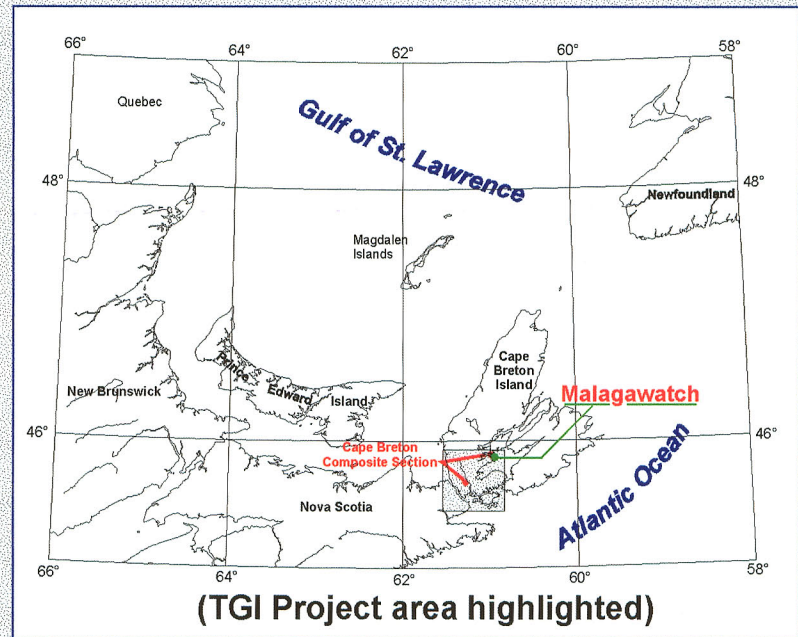 66°
64°
62°
60°
58°
Quebec
Gulf of St. Lawrence
48°
48°
Newfoundland
Magdalen
Islands
Cape
Breton
Island
Prince Edward Island
New Brunswick
Malagawatch
46°
46°
Cape Breton
Composite Section
Nova Scotia
Atlantic Ocean
66°
64°
62°
60°
58°
(TGI Project area highlighted)